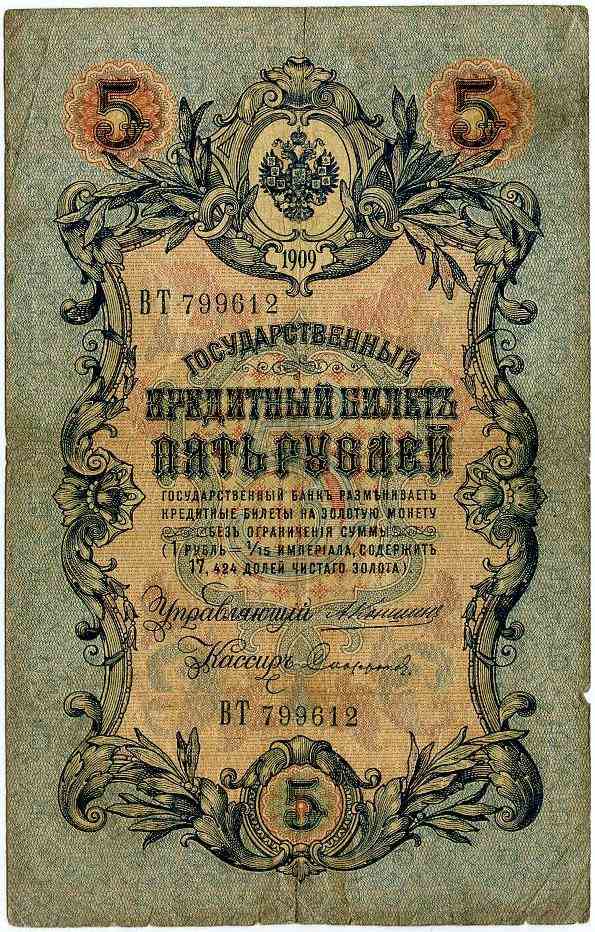 5 5
1909
ВТ 799612
ГОСУДАРСТВЕННЫЙ
КРЕДИТНЫЙ БИЛЕТЪ
ПЯТЬ РУБЛЕЙ
ГОСУДАРСТВЕННЫЙ БАНКЪ РАЗМѢНИВАЕТЪ
КРЕДИТНЫЕ БИЛЕТЫ НА ЗОЛОТУЮ МОНЕТУ
БЕЗЪ ОГРАНИЧЕНІЯ СУММЫ
(1 РУБЛЬ = 1/15 ИМПЕРІАЛА, СОДЕРЖИТЪ
17,424 ДОЛЕЙ ЧИСТАГО ЗОЛОТА)
Управляющій
Кассиръ
ВТ 799612
5